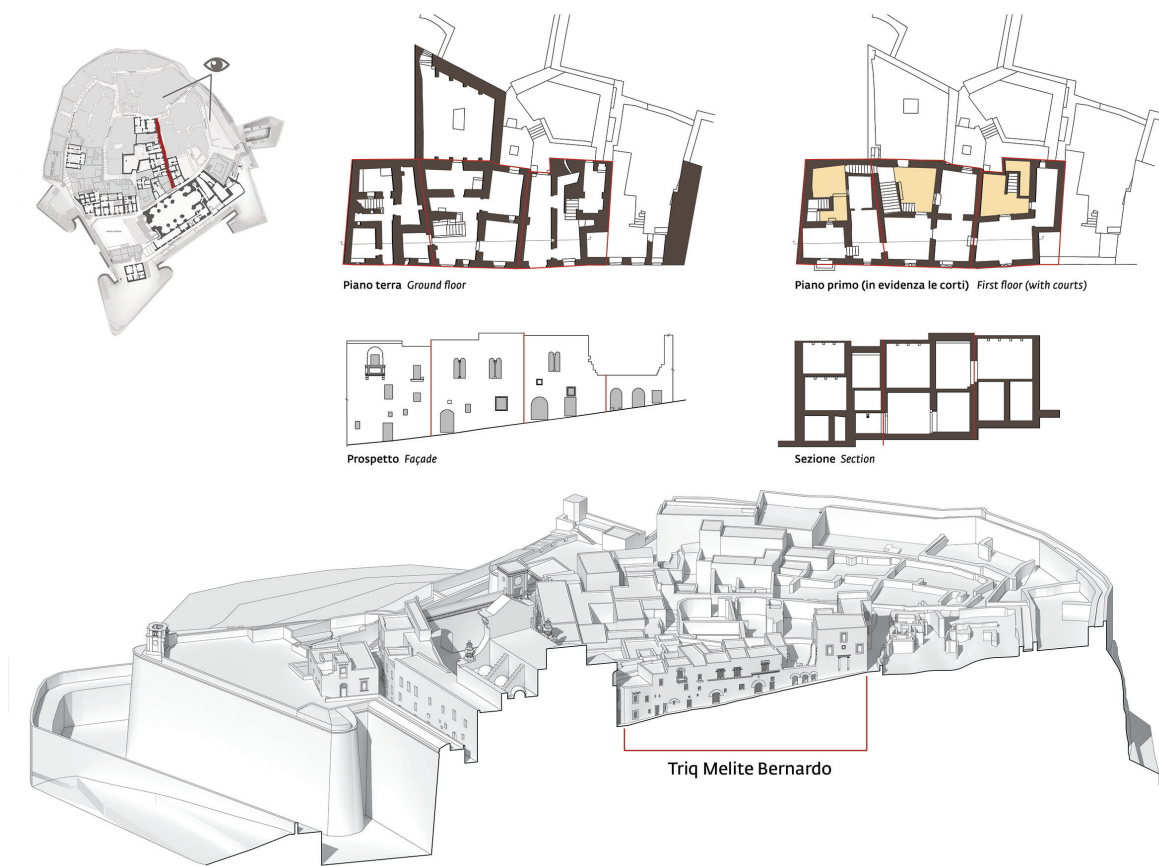 Piano terra Ground floor
Piano primo (in evidenza le corti) First floor (with courts)
Prospetto Façade
Sezione Section
Triq Melite Bernardo